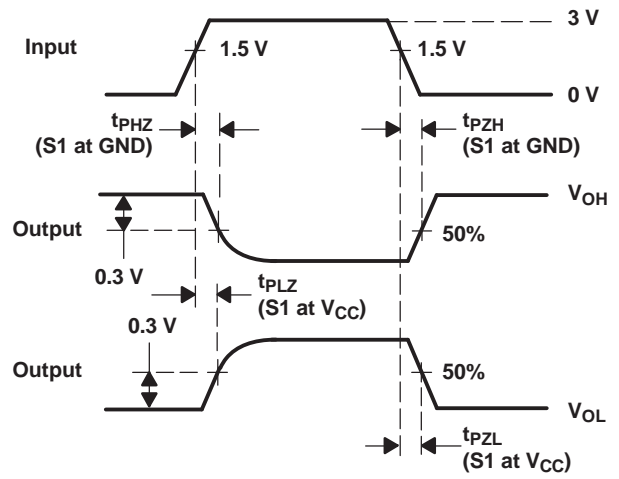 3 V
Input
1.5 V
1.5 V
0 V
tPHZ
(S1 at GND)
tPZH
(S1 at GND)
VOH
Output
50%
0.3 V
tPLZ
(S1 at VCC)
0.3 V
Output
50%
VOL
tPZL
(S1 at VCC)